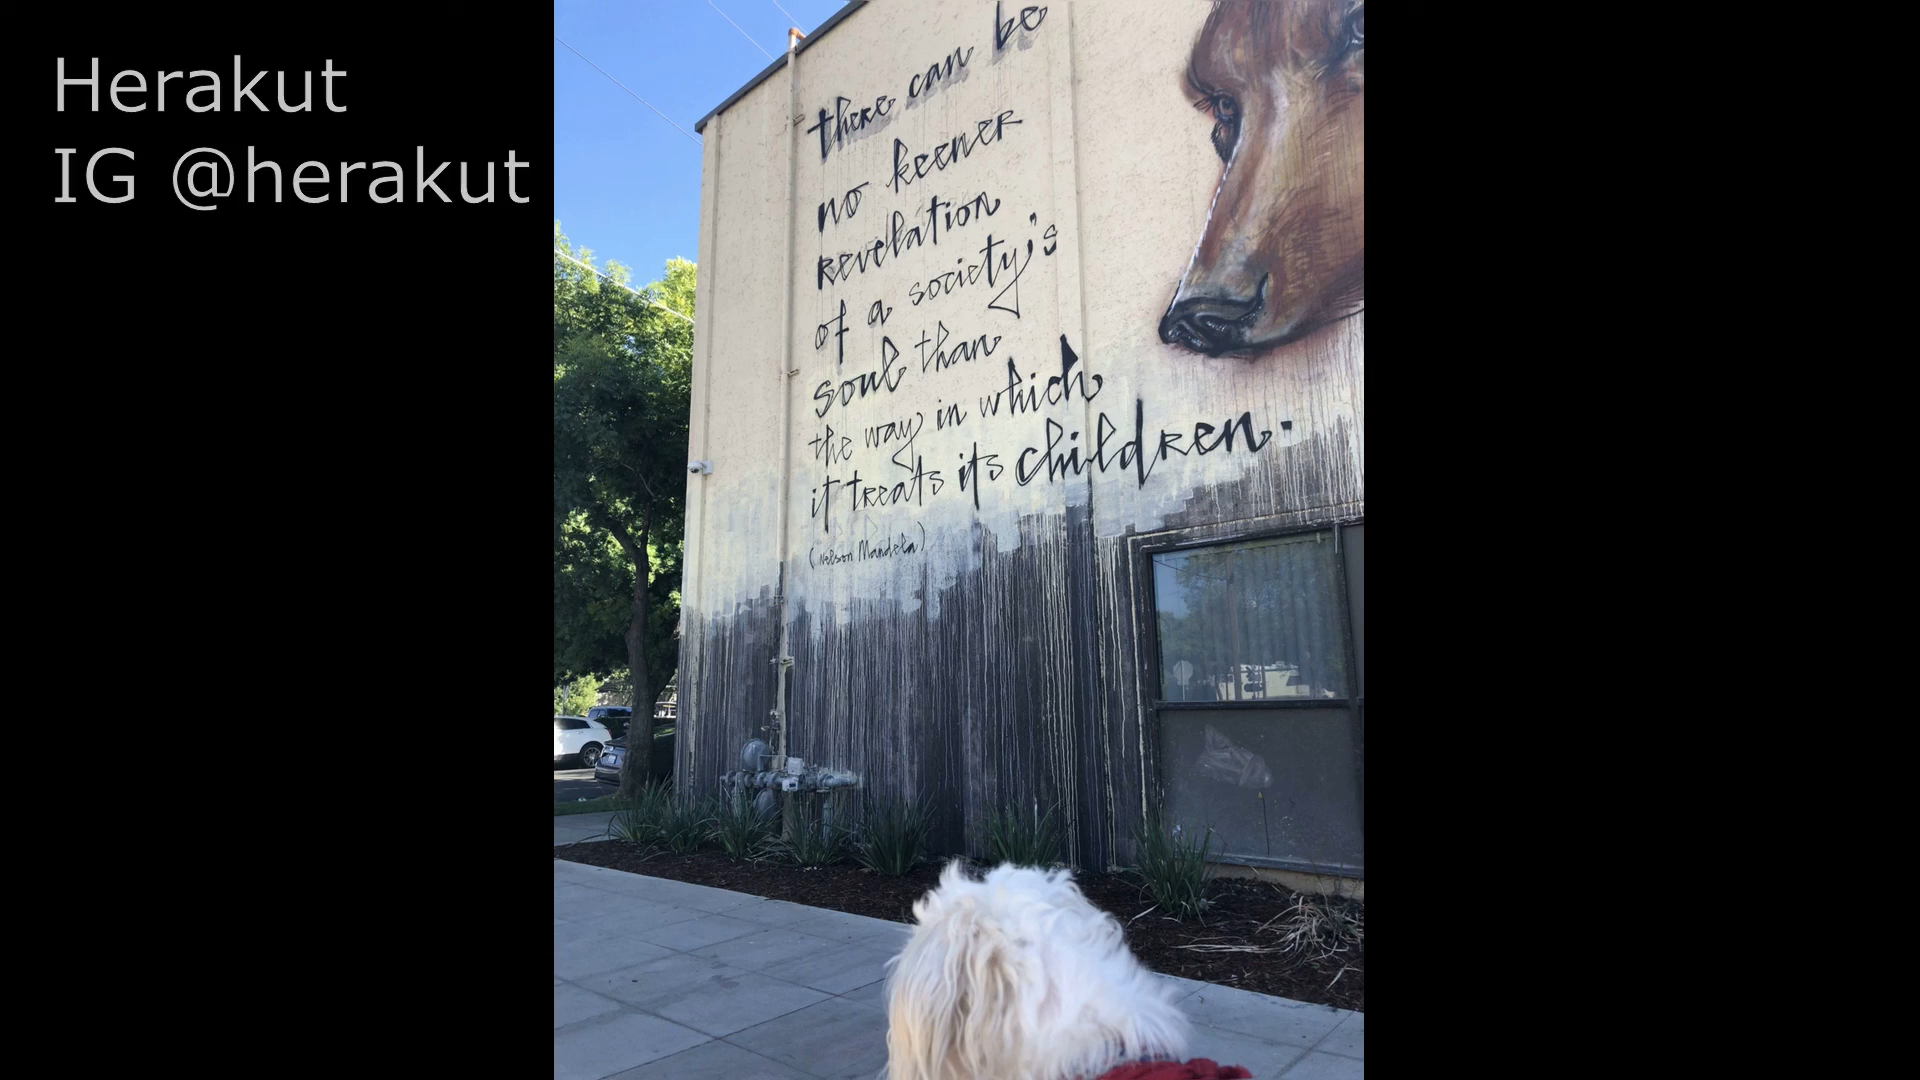 Herakut
IG @herakut
there can be
no keener
revelation
of a society's
soul than
the way in which
it treats its children.
(Nelson Mandela)